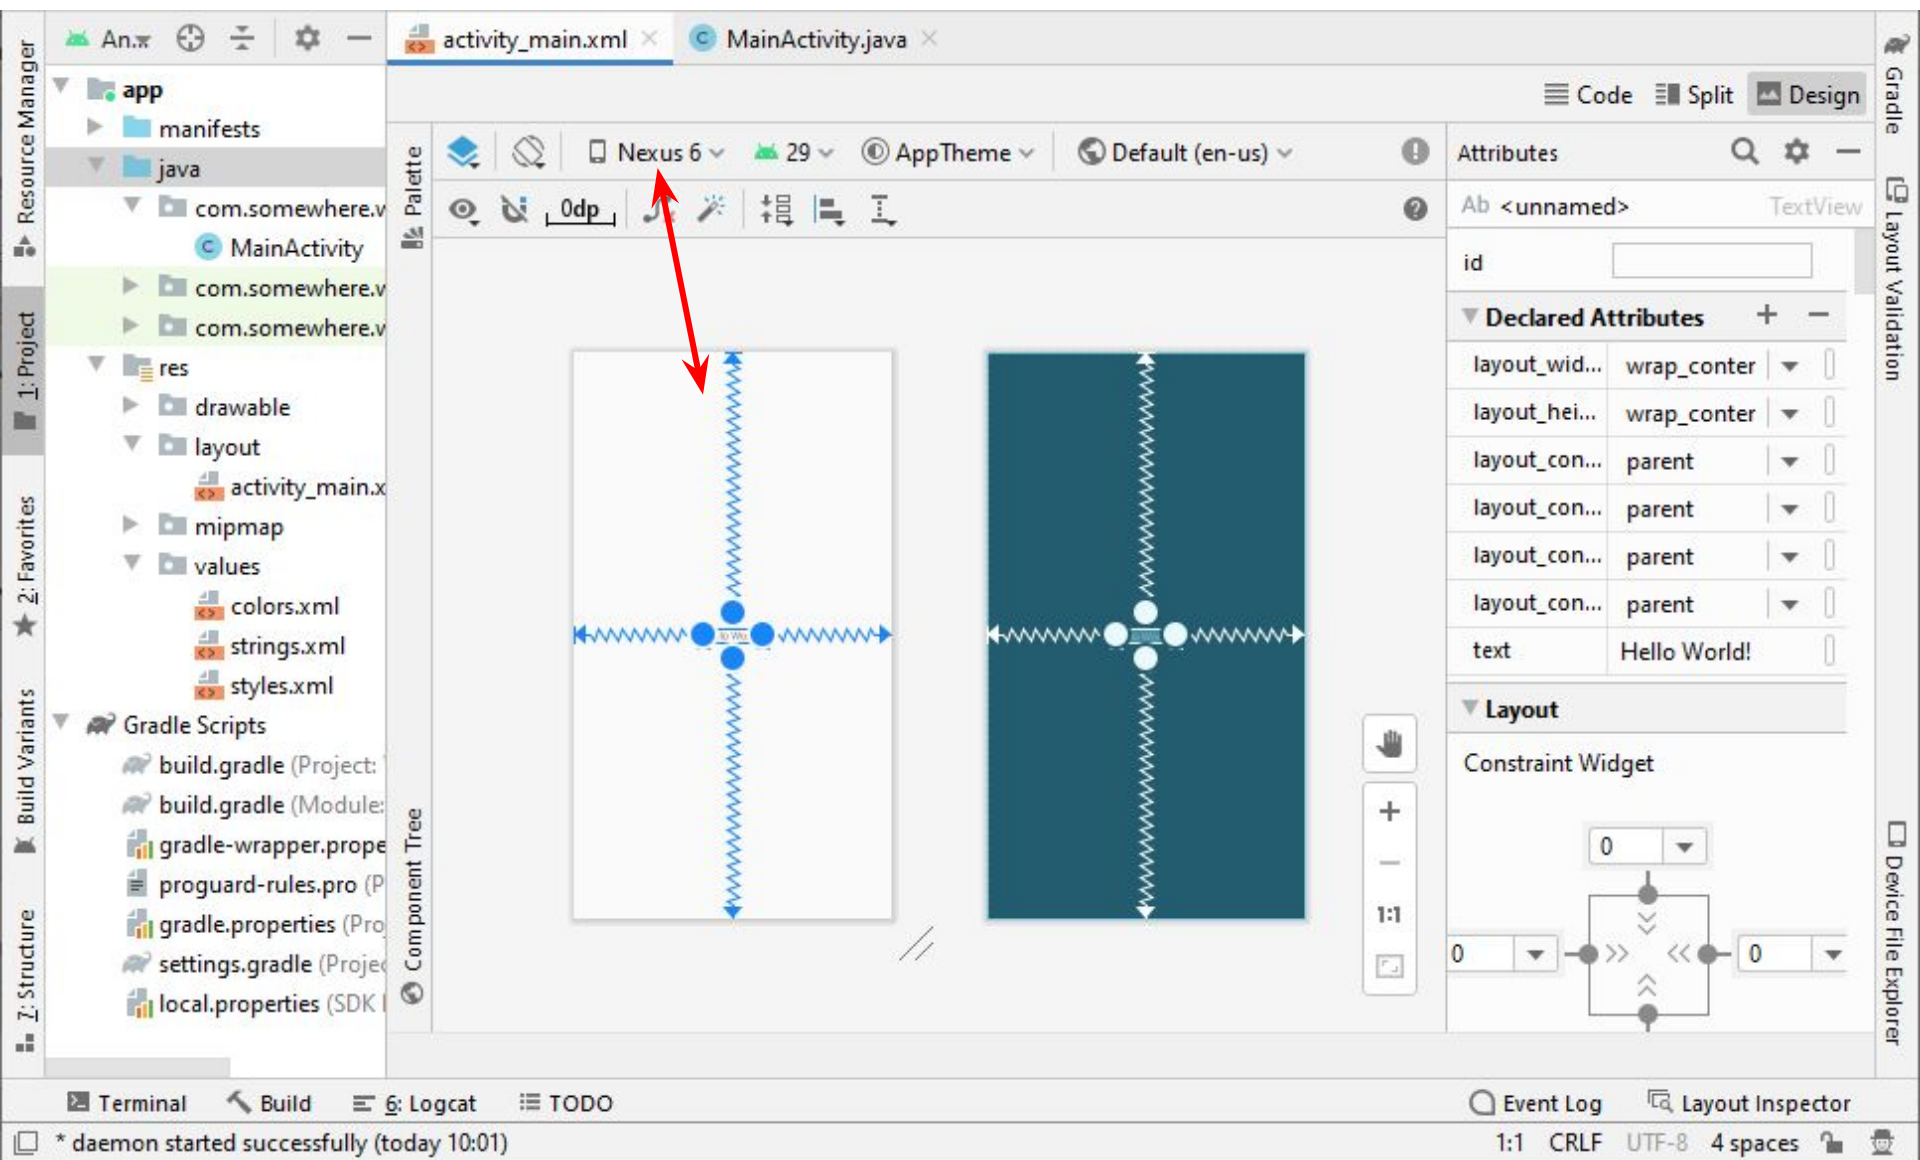 An...
activity_main.xml
MainActivity.java
Code
Split
Design
Resource Manager
1: Project
2: Favorites
Build Variants
7: Structure
app
manifests
java
com.somewhere.w
MainActivity
com.somewhere.w
com.somewhere.w
res
drawable
layout
activity_main.x
mipmap
values
colors.xml
strings.xml
styles.xml
Gradle Scripts
build.gradle (Project:
build.gradle (Module:
gradle-wrapper.prope
proguard-rules.pro (P
gradle.properties (Pro
settings.gradle (Projec
local.properties (SDK
Palette
Component Tree
Nexus 6
29
AppTheme
Default (en-us)
0dp
1:1
Attributes
Ab <unnamed>
TextView
id
Declared Attributes
layout_wid...
wrap_conter
layout_hei...
wrap_conter
layout_con...
parent
layout_con...
parent
layout_con...
parent
layout_con...
parent
text
Hello World!
Layout
Constraint Widget
0
0
0
Gradle
Layout Validation
Device File Explorer
Terminal
Build
6: Logcat
TODO
Event Log
Layout Inspector
* daemon started successfully (today 10:01)
1:1
CRLF
UTF-8
4 spaces